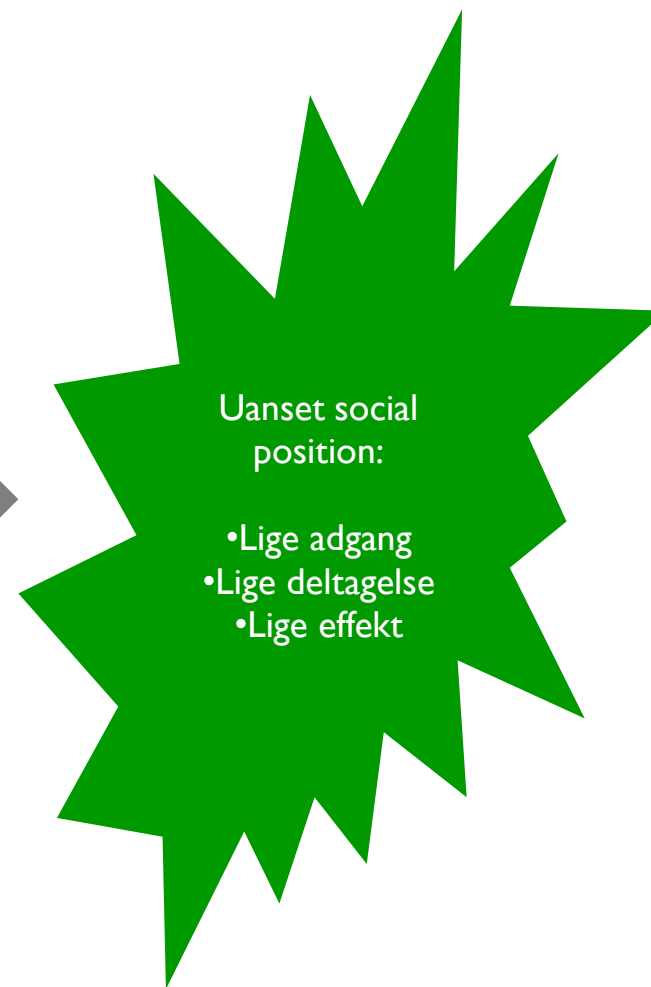 Uanset social
position:
•Lige adgang
•Lige deltagelse
•Lige effekt